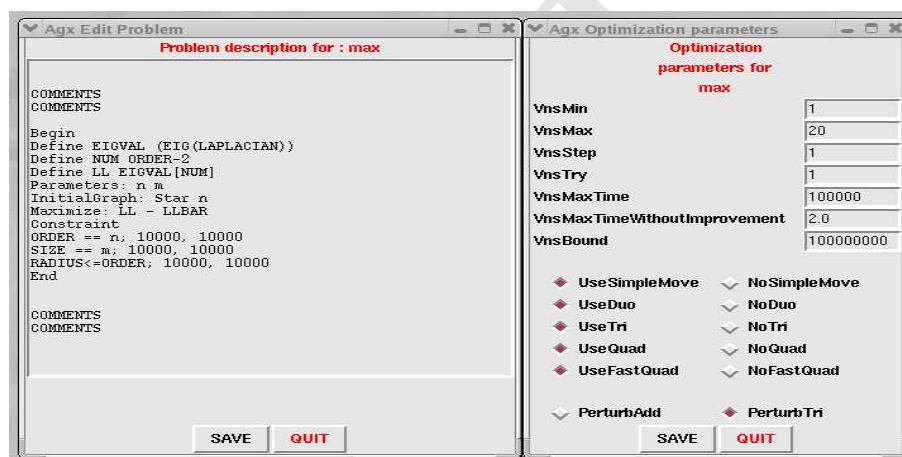 Agx Edit Problem
Problem description for : max
COMMENTS
COMMENTS
Begin
Define EIGVAL (EIG(LAPLACIAN))
Define NUM ORDER-2
Define LL EIGVAL[NUM]
Parameters: n m
InitialGraph: Star n
Maximize: LL - LLBAR
Constraint
ORDER == n; 10000, 10000
SIZE == m; 10000, 10000
RADIUS<=ORDER; 10000, 10000
End
COMMENTS
COMMENTS
SAVE QUIT
Agx Optimization parameters
Optimization
parameters for
max
VnsMin 1
VnsMax 20
VnsStep 1
VnsTry 1
VnsMaxTime 100000
VnsMaxTimeWithoutImprovement 2.0
VnsBound 100000000
UseSimpleMove NoSimpleMove
UseDuo NoDuo
UseTri NoTri
UseQuad NoQuad
UseFastQuad NoFastQuad
PerturbAdd PerturbTri
SAVE QUIT